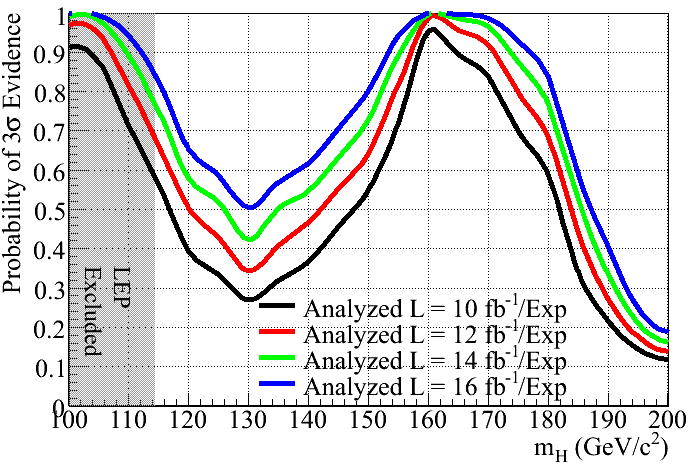 Probability of 3σ Evidence
1
0.9
0.8
0.7
0.6
0.5
0.4
0.3
0.2
0.1
0
LEP
Excluded
Analyzed L = 10 fb⁻¹/Exp
Analyzed L = 12 fb⁻¹/Exp
Analyzed L = 14 fb⁻¹/Exp
Analyzed L = 16 fb⁻¹/Exp
100 110 120 130 140 150 160 170 180 190 200
m_H (GeV/c²)